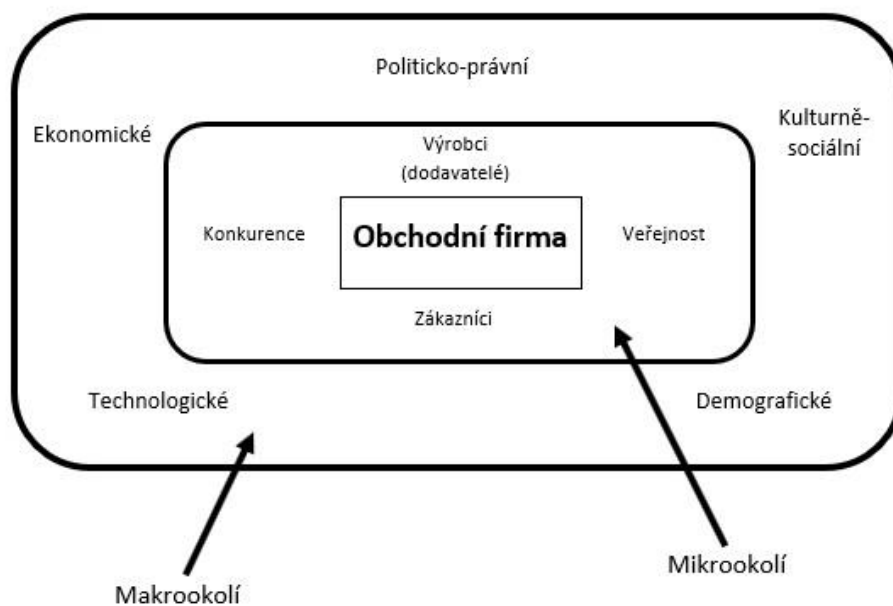 Politicko-právní
Ekonomické
Kulturně-
sociální
Výrobci
(dodavatelé)
Konkurence
Obchodní firma
Veřejnost
Zákazníci
Technologické
Demografické
Mikrookolí
Makrookolí